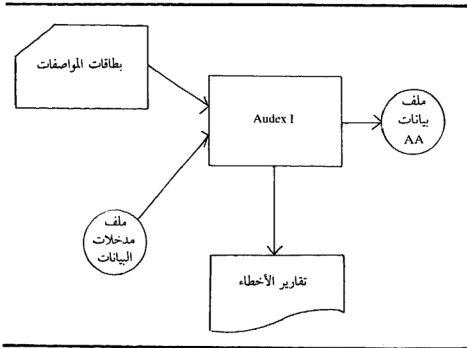 بطاقات المواصفات
Audex I
ملف
بيانات
AA
ملف
مدخلات
البيانات
تقارير الأخطاء